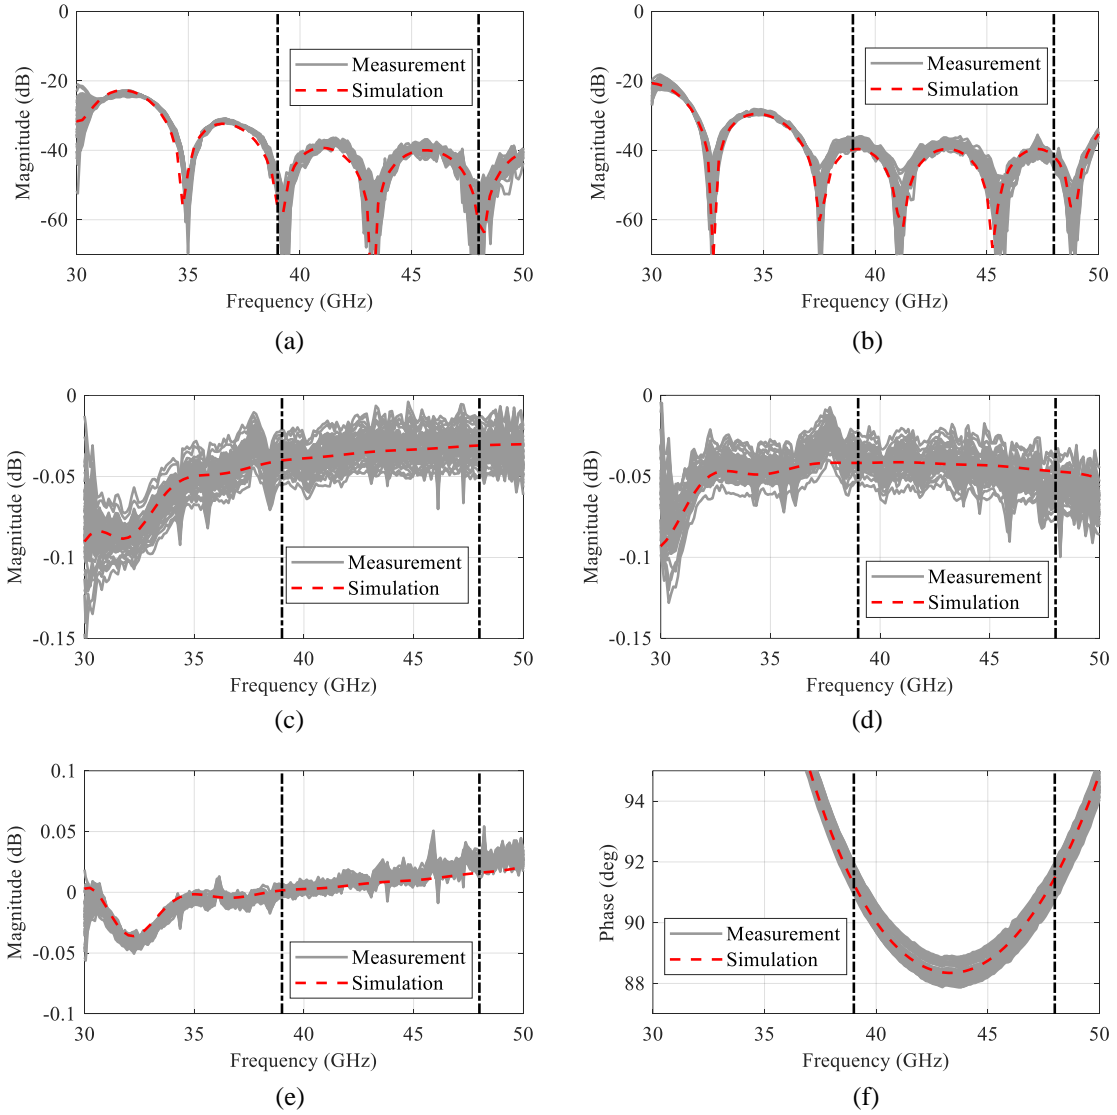 0
-20
-40
-60
Magnitude (dB)
Measurement
Simulation
30 35 40 45 50
Frequency (GHz)
(a)
0
-20
-40
-60
Magnitude (dB)
Measurement
Simulation
30 35 40 45 50
Frequency (GHz)
(b)
0
-0.05
-0.1
-0.15
Magnitude (dB)
Measurement
Simulation
30 35 40 45 50
Frequency (GHz)
(c)
0
-0.05
-0.1
-0.15
Magnitude (dB)
Measurement
Simulation
30 35 40 45 50
Frequency (GHz)
(d)
0.1
0.05
0
-0.05
-0.1
Magnitude (dB)
Measurement
Simulation
30 35 40 45 50
Frequency (GHz)
(e)
94
92
90
88
Phase (deg)
Measurement
Simulation
30 35 40 45 50
Frequency (GHz)
(f)